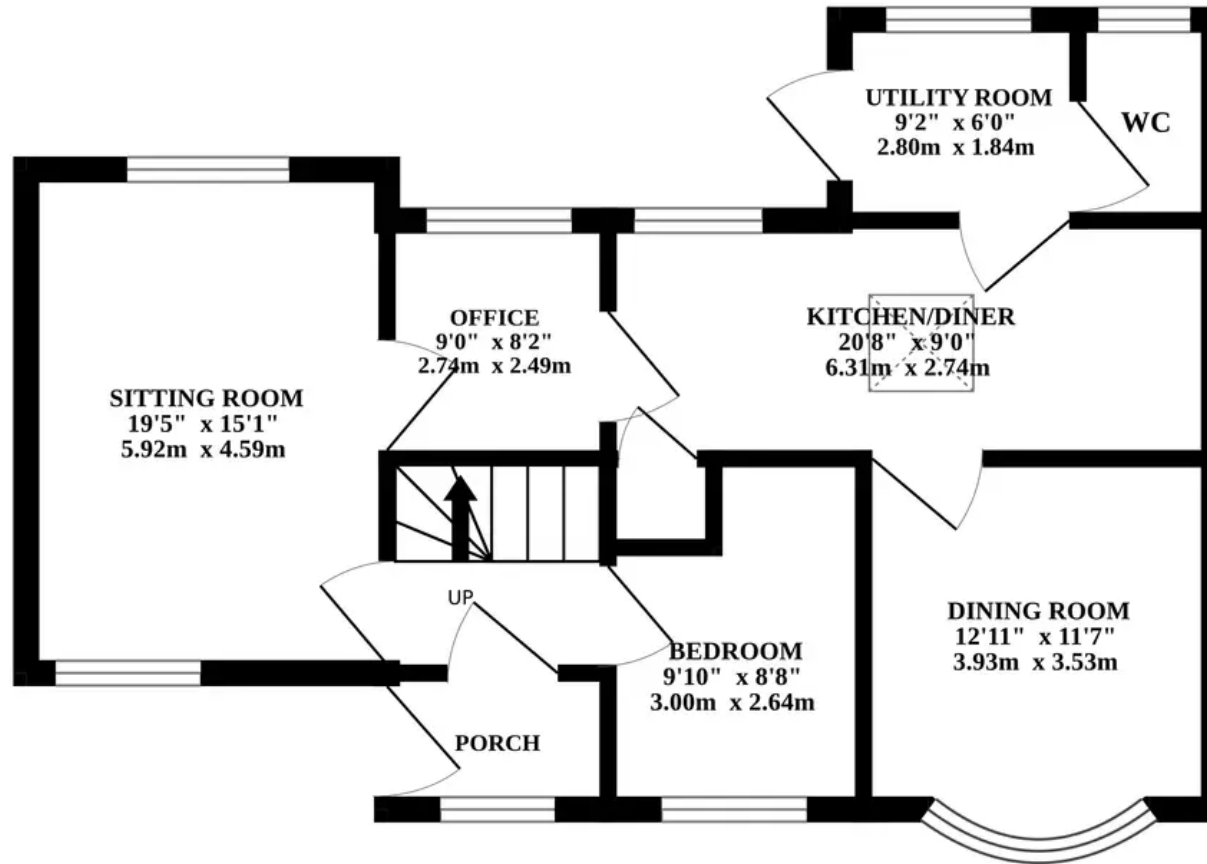 UTILITY ROOM
9'2" x 6'0"
2.80m x 1.84m
WC
OFFICE
9'0" x 8'2"
2.74m x 2.49m
KITCHEN/DINER
20'8" x 9'0"
6.31m x 2.74m
SITTING ROOM
19'5" x 15'1"
5.92m x 4.59m
UP
BEDROOM
9'10" x 8'8"
3.00m x 2.64m
DINING ROOM
12'11" x 11'7"
3.93m x 3.53m
PORCH